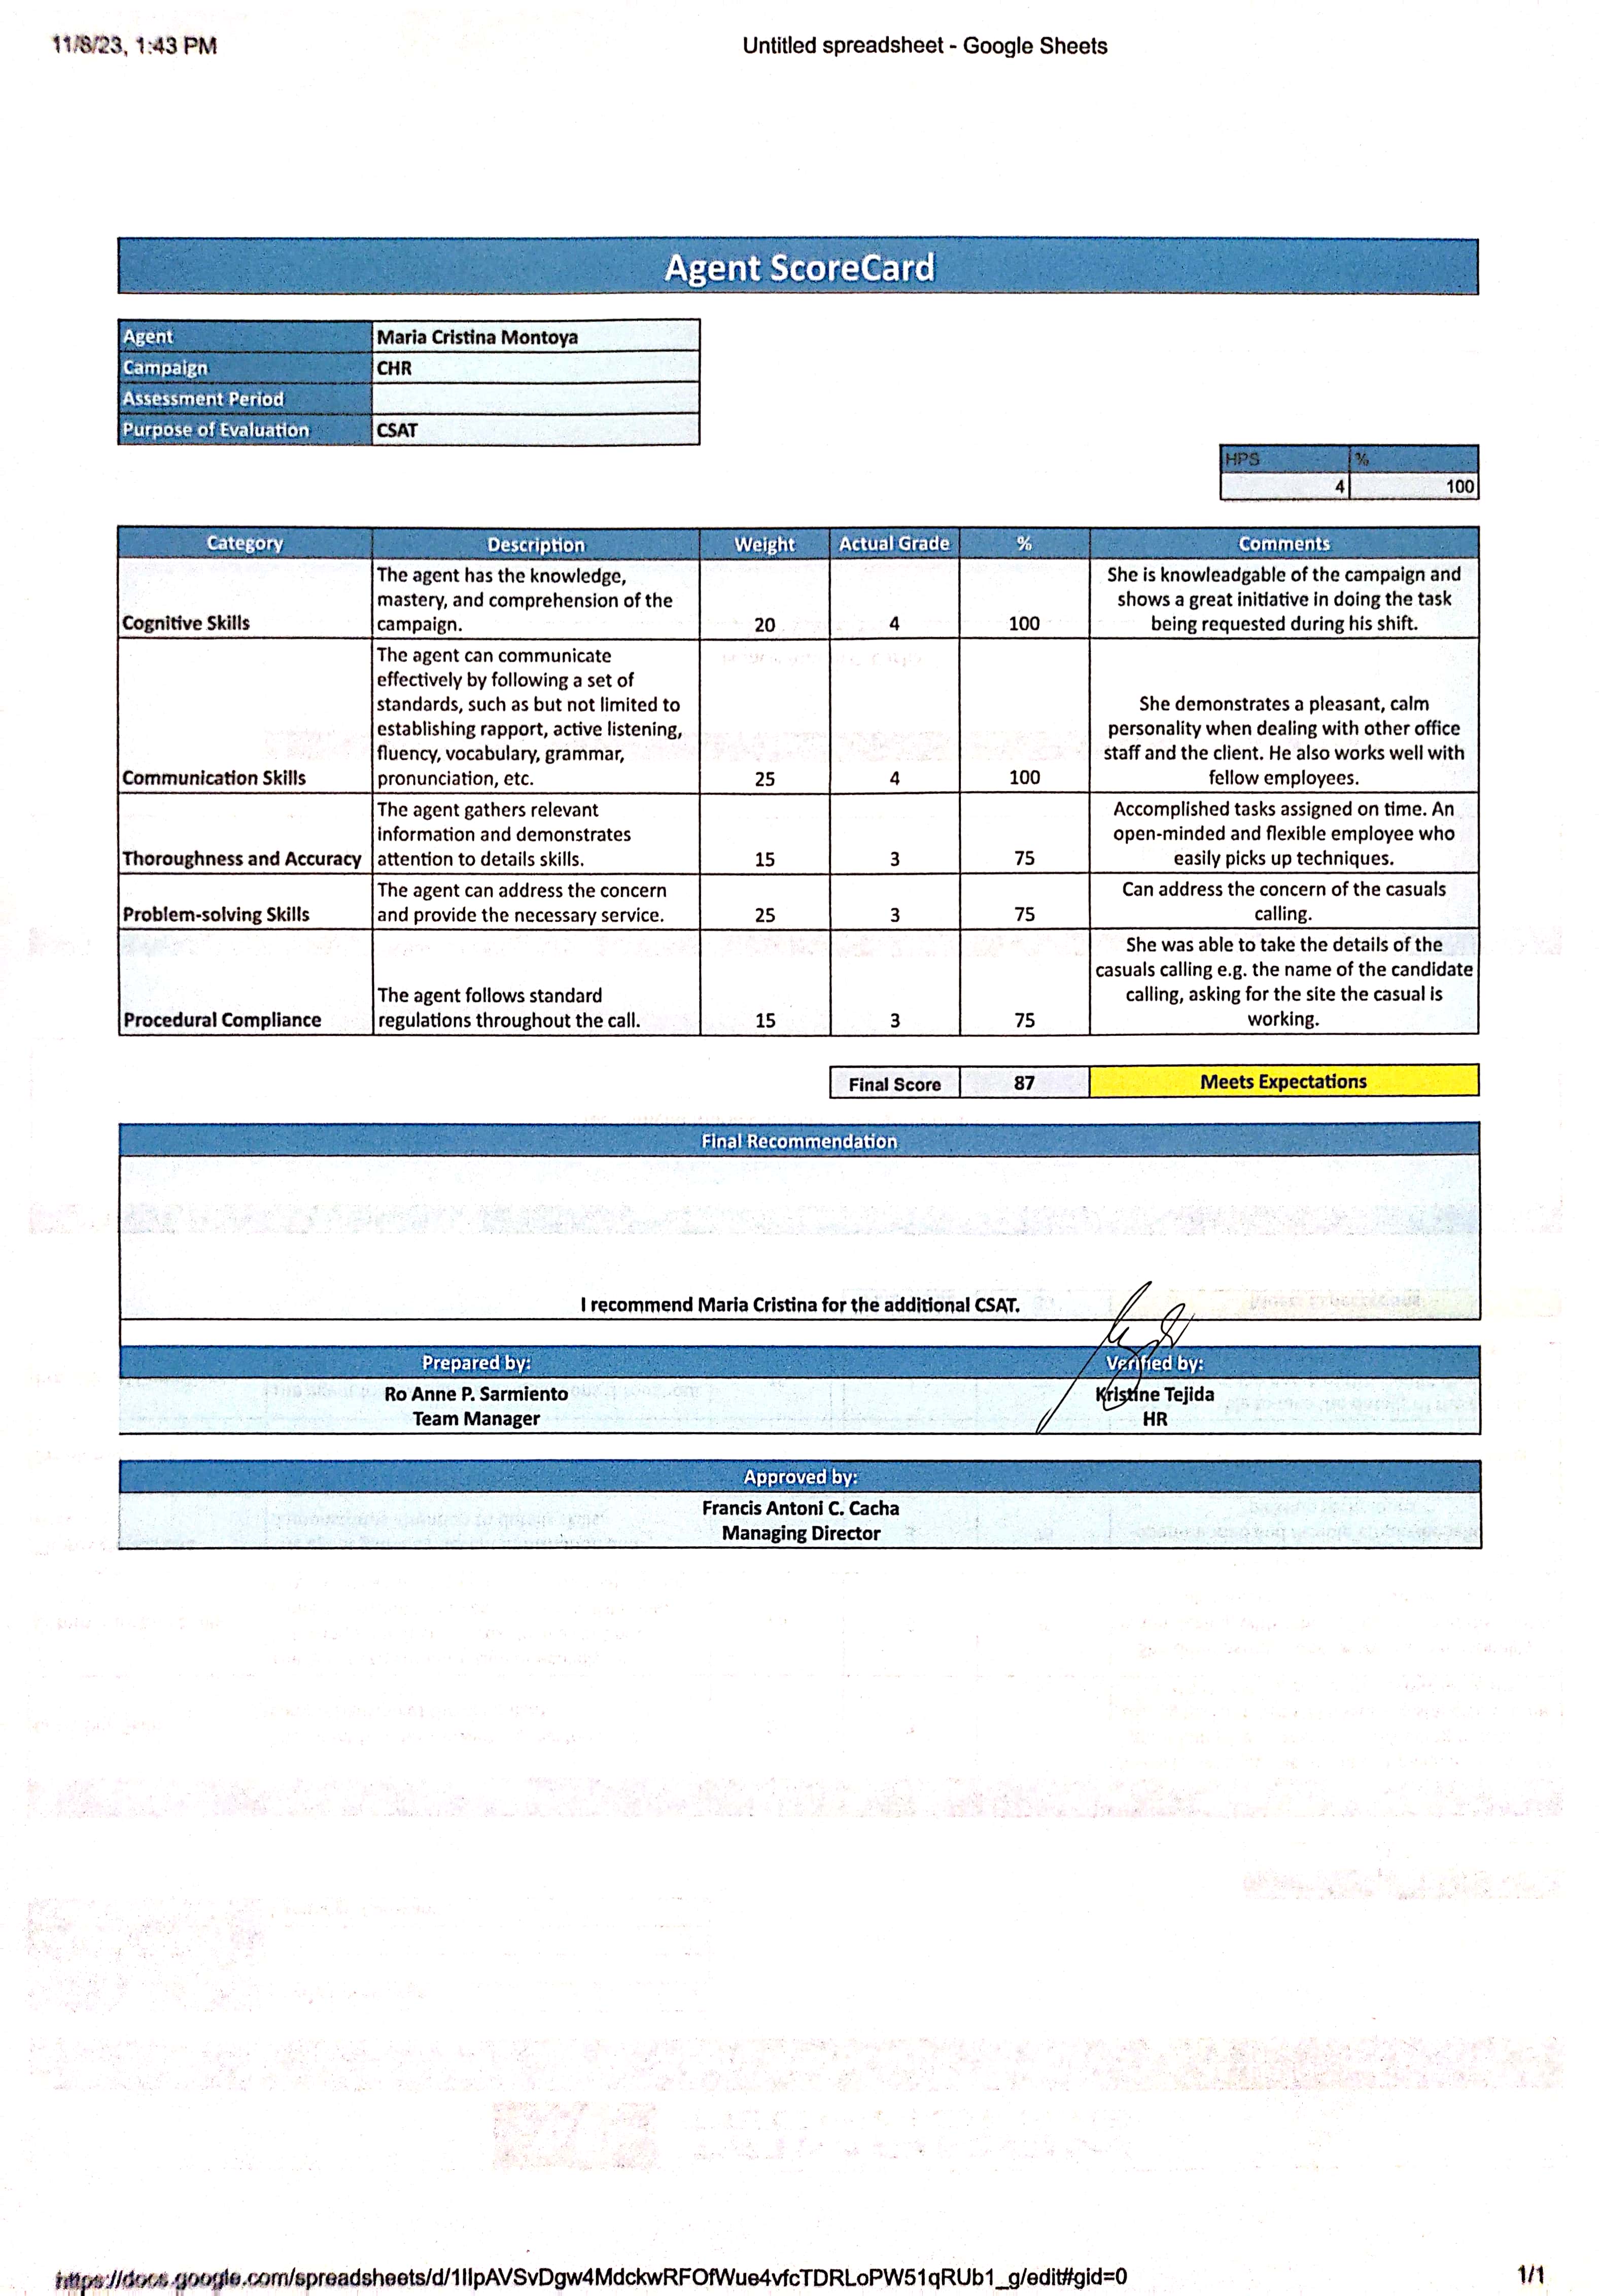 11/8/23, 1:43 PM
Untitled spreadsheet - Google Sheets
Agent ScoreCard
Agent
Maria Cristina Montoya
Campaign
CHR
Assessment Period
Purpose of Evaluation
CSAT
HPS
%
4
100
Category
Description
Weight
Actual Grade
%
Comments
Cognitive Skills
The agent has the knowledge,
mastery, and comprehension of the
campaign.
20
4
100
She is knowleadgable of the campaign and
shows a great initiative in doing the task
being requested during his shift.
Communication Skills
The agent can communicate
effectively by following a set of
standards, such as but not limited to
establishing rapport, active listening,
fluency, vocabulary, grammar,
pronunciation, etc.
25
4
100
She demonstrates a pleasant, calm
personality when dealing with other office
staff and the client. He also works well with
fellow employees.
Thoroughness and Accuracy
The agent gathers relevant
information and demonstrates
attention to details skills.
15
3
75
Accomplished tasks assigned on time. An
open-minded and flexible employee who
easily picks up techniques.
Problem-solving Skills
The agent can address the concern
and provide the necessary service.
25
3
75
Can address the concern of the casuals
calling.
Procedural Compliance
The agent follows standard
regulations throughout the call.
15
3
75
She was able to take the details of the
casuals calling e.g. the name of the candidate
calling, asking for the site the casual is
working.
Final Score
87
Meets Expectations
Final Recommendation
I recommend Maria Cristina for the additional CSAT.
Prepared by:
Ro Anne P. Sarmiento
Team Manager
Verified by:
Kristine Tejida
HR
Approved by:
Francis Antoni C. Cacha
Managing Director
1/1